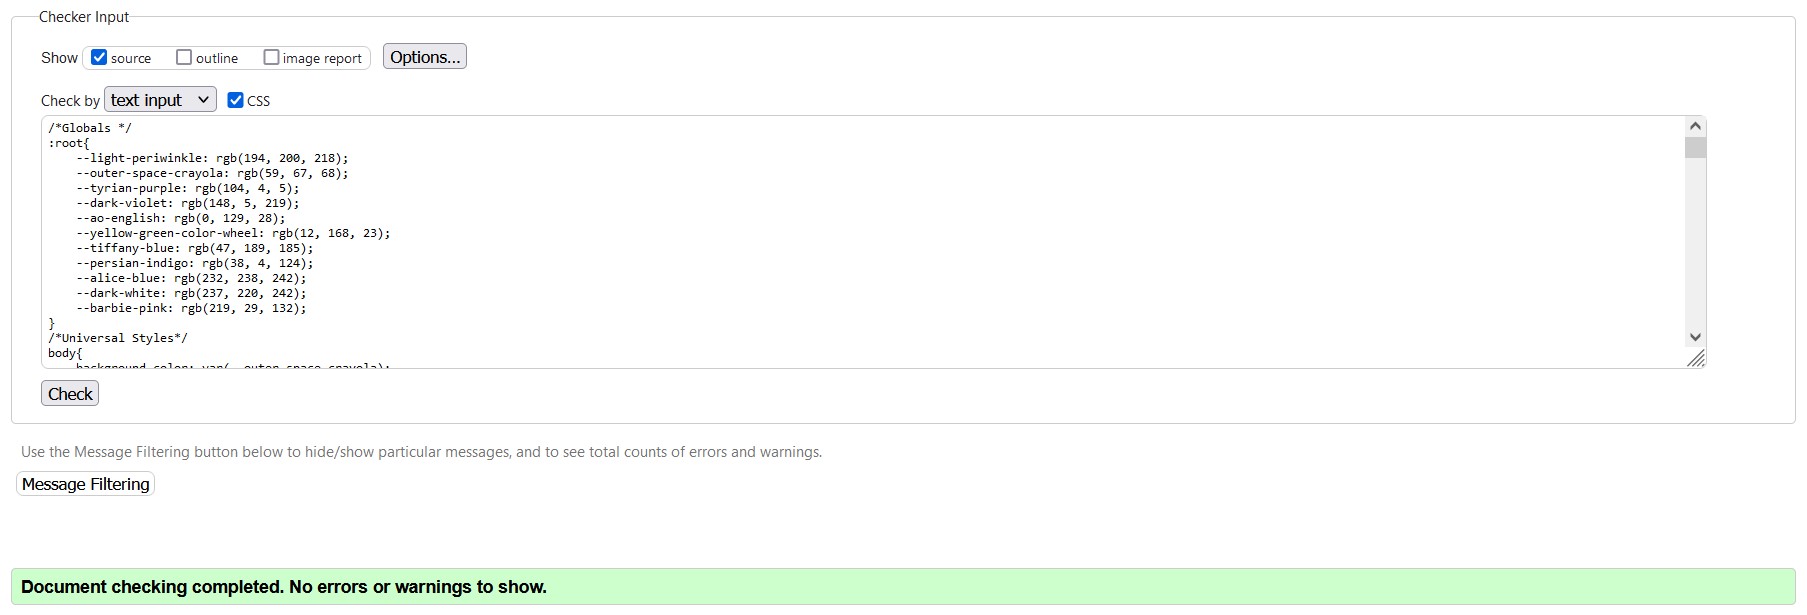 Checker Input
Show source outline image report Options...
Check by text input CSS
/*Globals */
:root{
    --light-periwinkle: rgb(194, 200, 218);
    --outer-space-crayola: rgb(59, 67, 68);
    --tyrian-purple: rgb(104, 4, 5);
    --dark-violet: rgb(148, 5, 219);
    --ao-english: rgb(0, 129, 28);
    --yellow-green-color-wheel: rgb(12, 168, 23);
    --tiffany-blue: rgb(47, 189, 185);
    --persian-indigo: rgb(38, 4, 124);
    --alice-blue: rgb(232, 238, 242);
    --dark-white: rgb(237, 220, 242);
    --barbie-pink: rgb(219, 29, 132);
}
/*Universal Styles*/
body{
    background-color: var(--outer-space-crayola);
Check
Use the Message Filtering button below to hide/show particular messages, and to see total counts of errors and warnings.
Message Filtering
Document checking completed. No errors or warnings to show.